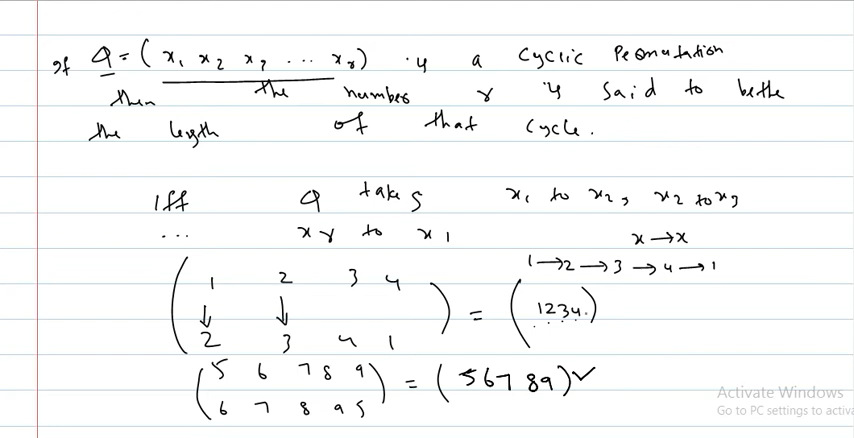 If Q = ( x₁ x₂ x₃ ... xᵣ) is a cyclic Permutation
then the number r is said to bethe
the length of that cycle.
Iff Q takes x₁ to x₂, x₂ to x₃
... xᵣ to x₁
x → x
1 → 2 → 3 → 4 → 1
( 1 2 3 4
↓ ↓ ) = ( 1234 )
2 3 4 1
( 5 6 7 8 9 ) = ( 56789 ) ✓
6 7 8 9 5
Activate Windows
Go to PC settings to activa